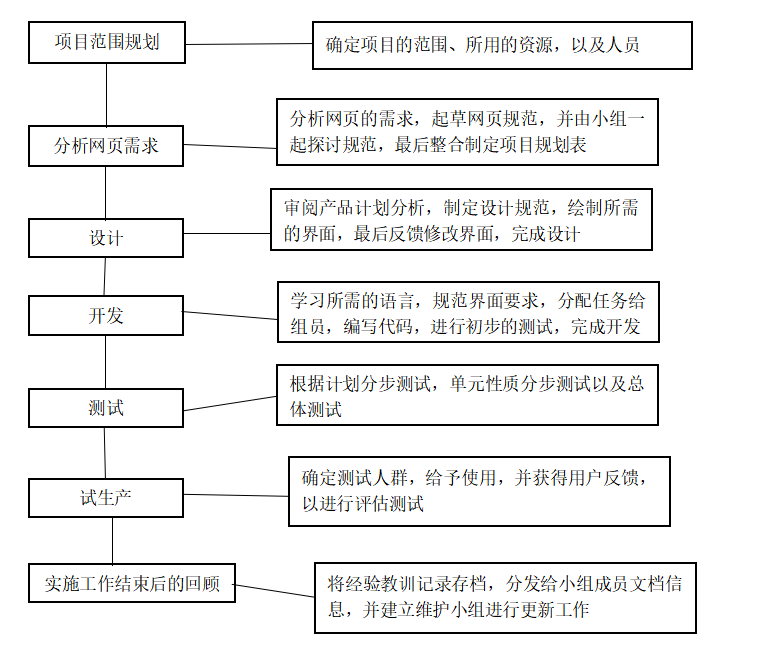 项目范围规划
确定项目的范围、所用的资源，以及人员
分析网页需求
分析网页的需求，起草网页规范，并由小组一
起探讨规范，最后整合制定项目规划表
设计
审阅产品计划分析，制定设计规范，绘制所需
的界面，最后反馈修改界面，完成设计
开发
学习所需的语言，规范界面要求，分配任务给
组员，编写代码，进行初步的测试，完成开发
测试
根据计划分步测试，单元性质分步测试以及总
体测试
试生产
确定测试人群，给予使用，并获得用户反馈，
以进行评估测试
实施工作结束后的回顾
将经验教训记录存档，分发给小组成员文档信
息，并建立维护小组进行更新工作